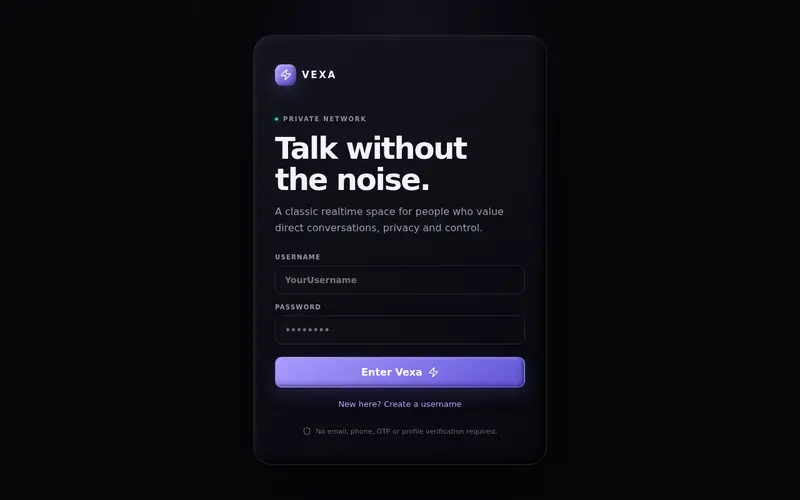 VEXA
PRIVATE NETWORK
Talk without
the noise.
A classic realtime space for people who value
direct conversations, privacy and control.
USERNAME
YourUsername
PASSWORD
••••••••
Enter Vexa
New here? Create a username
No email, phone, OTP or profile verification required.